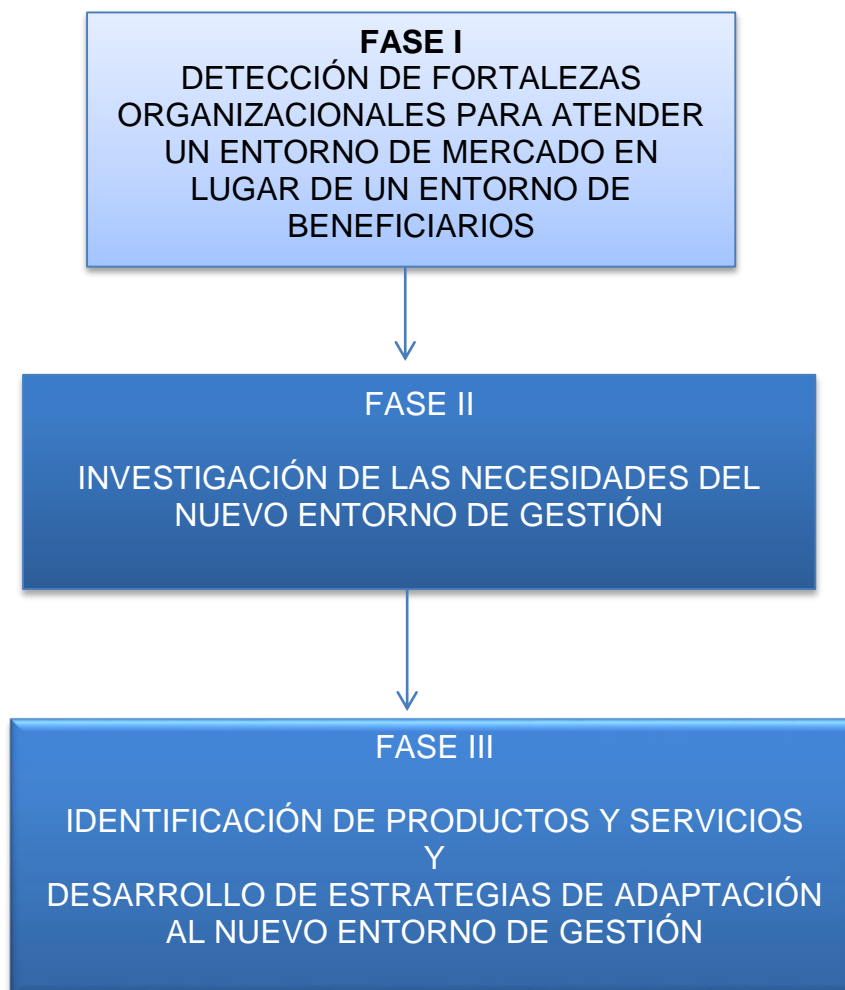 FASE I
DETECCIÓN DE FORTALEZAS
ORGANIZACIONALES PARA ATENDER
UN ENTORNO DE MERCADO EN
LUGAR DE UN ENTORNO DE
BENEFICIARIOS
FASE II
INVESTIGACIÓN DE LAS NECESIDADES DEL
NUEVO ENTORNO DE GESTIÓN
FASE III
IDENTIFICACIÓN DE PRODUCTOS Y SERVICIOS
Y
DESARROLLO DE ESTRATEGIAS DE ADAPTACIÓN
AL NUEVO ENTORNO DE GESTIÓN